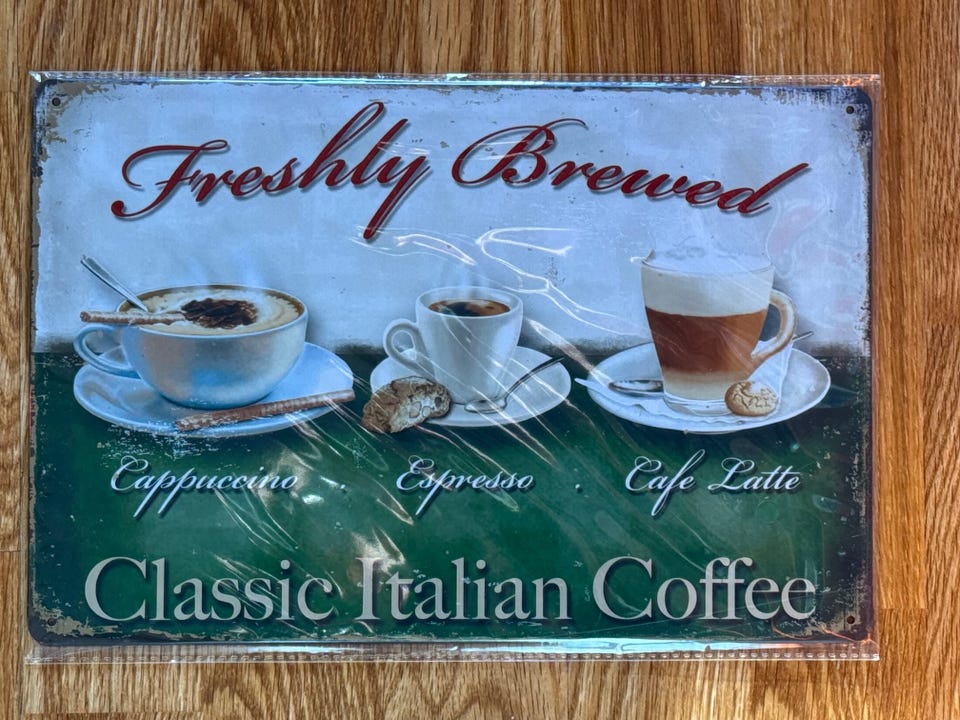 Freshly Brewed
Cappuccino Espresso Cafe Latte
Classic Italian Coffee